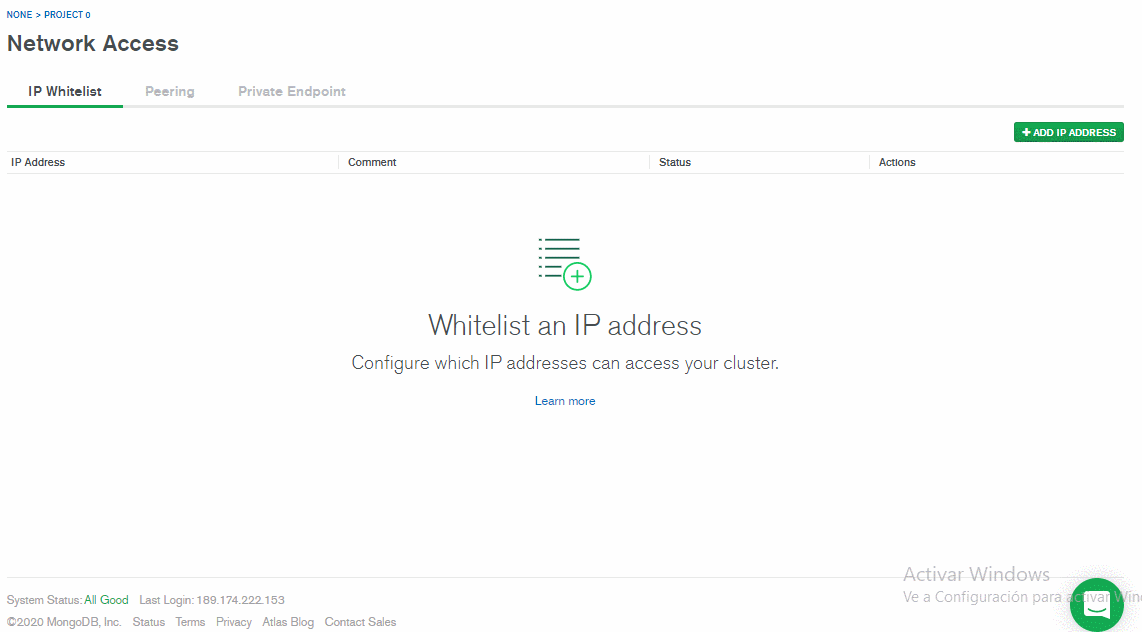 NONE > PROJECT 0
Network Access
IP Whitelist Peering Private Endpoint
+ ADD IP ADDRESS
IP Address Comment Status Actions
Whitelist an IP address
Configure which IP addresses can access your cluster.
Learn more
Activar Windows
Ve a Configuración para activar Win
System Status: All Good Last Login: 189.174.222.153
©2020 MongoDB, Inc. Status Terms Privacy Atlas Blog Contact Sales